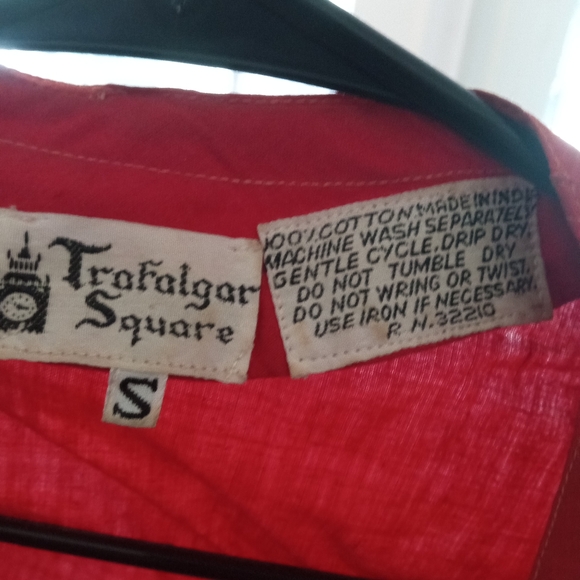 Trafalgar
Square
S
100% COTTON MADE IN INDIA
MACHINE WASH SEPARATELY
GENTLE CYCLE. DRIP DRY.
DO NOT TUMBLE DRY
DO NOT WRING OR TWIST.
USE IRON IF NECESSARY.
R N. 32210